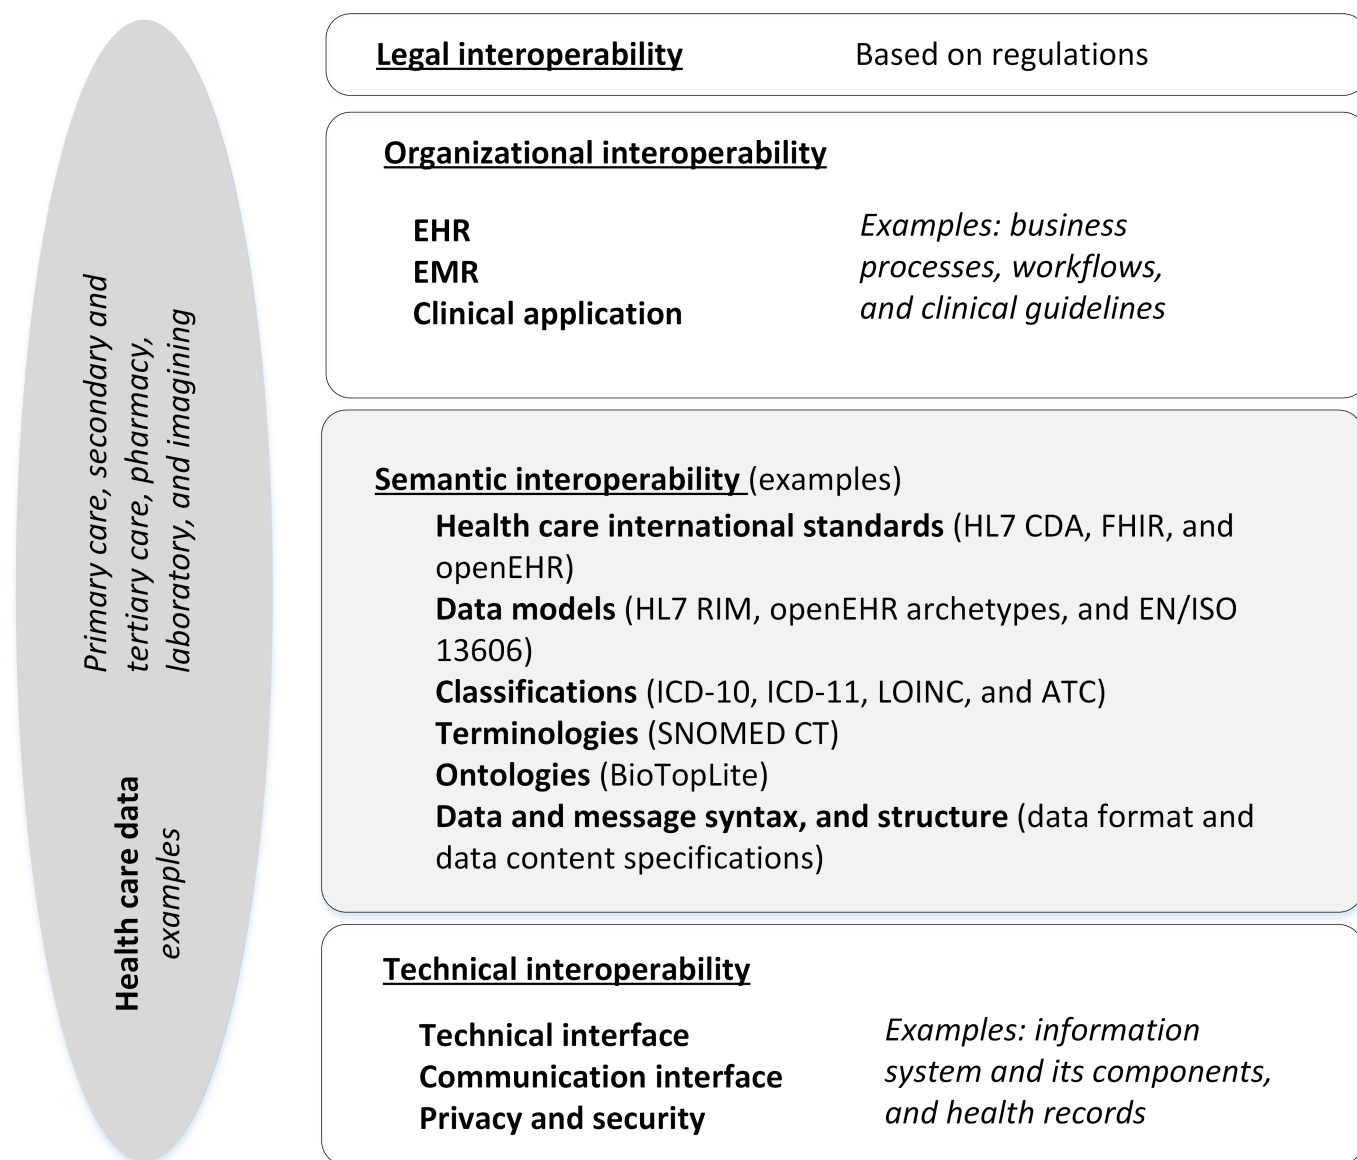 Primary care, secondary and
tertiary care, pharmacy,
laboratory, and imagining
Health care data
examples
Legal interoperability Based on regulations
Organizational interoperability
EHR
EMR
Clinical application
Examples: business
processes, workflows,
and clinical guidelines
Semantic interoperability (examples)
Health care international standards (HL7 CDA, FHIR, and
openEHR)
Data models (HL7 RIM, openEHR archetypes, and EN/ISO
13606)
Classifications (ICD-10, ICD-11, LOINC, and ATC)
Terminologies (SNOMED CT)
Ontologies (BioTopLite)
Data and message syntax, and structure (data format and
data content specifications)
Technical interoperability
Technical interface
Communication interface
Privacy and security
Examples: information
system and its components,
and health records